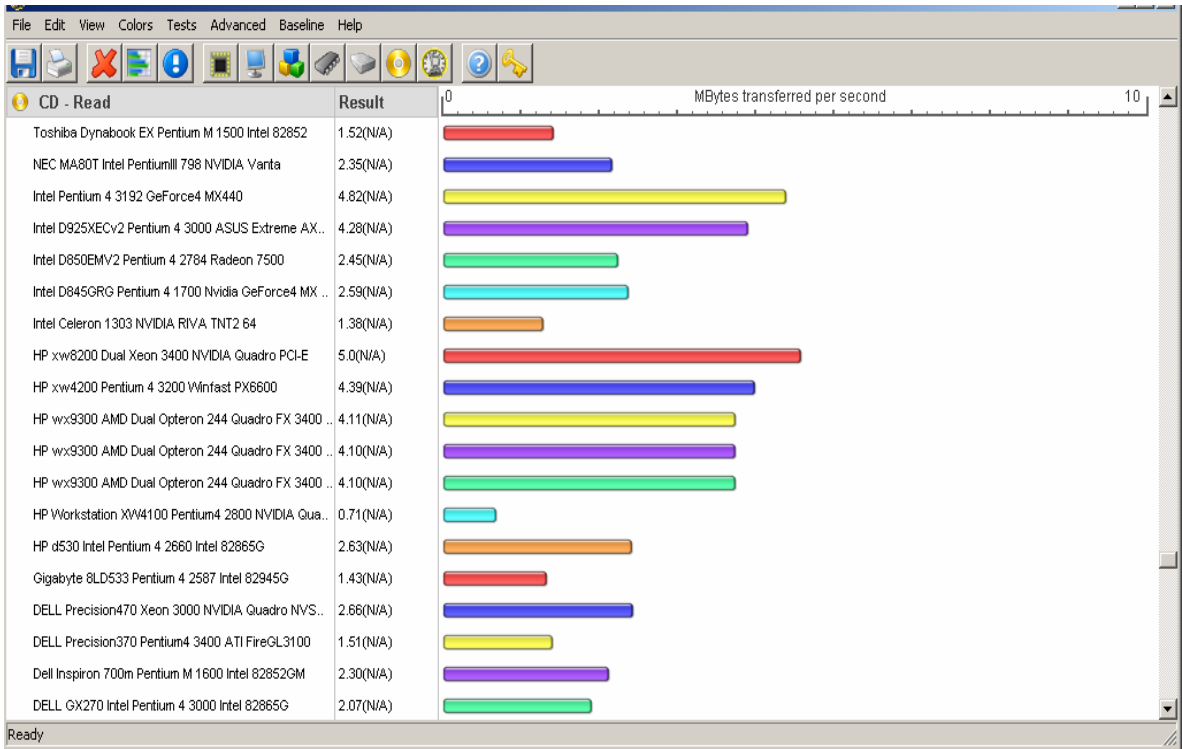 File Edit View Colors Tests Advanced Baseline Help
CD - Read Result 0 MBytes transferred per second 10
Toshiba Dynabook EX Pentium M 1500 Intel 82852 1.52(N/A)
NEC MA80T Intel PentiumIII 798 NVIDIA Vanta 2.35(N/A)
Intel Pentium 4 3192 GeForce4 MX440 4.82(N/A)
Intel D925XECv2 Pentium 4 3000 ASUS Extreme AX.. 4.28(N/A)
Intel D850EMV2 Pentium 4 2784 Radeon 7500 2.45(N/A)
Intel D845GRG Pentium 4 1700 Nvidia GeForce4 MX .. 2.59(N/A)
Intel Celeron 1303 NVIDIA RIVA TNT2 64 1.38(N/A)
HP xw8200 Dual Xeon 3400 NVIDIA Quadro PCI-E 5.0(N/A)
HP xw4200 Pentium 4 3200 Winfast PX6600 4.39(N/A)
HP wx9300 AMD Dual Opteron 244 Quadro FX 3400 .. 4.11(N/A)
HP wx9300 AMD Dual Opteron 244 Quadro FX 3400 .. 4.10(N/A)
HP wx9300 AMD Dual Opteron 244 Quadro FX 3400 .. 4.10(N/A)
HP Workstation XW4100 Pentium4 2800 NVIDIA Qua.. 0.71(N/A)
HP d530 Intel Pentium 4 2660 Intel 82865G 2.63(N/A)
Gigabyte 8LD533 Pentium 4 2587 Intel 82945G 1.43(N/A)
DELL Precision470 Xeon 3000 NVIDIA Quadro NVS.. 2.66(N/A)
DELL Precision370 Pentium4 3400 ATI FireGL3100 1.51(N/A)
Dell Inspiron 700m Pentium M 1600 Intel 82852GM 2.30(N/A)
DELL GX270 Intel Pentium 4 3000 Intel 82865G 2.07(N/A)
Ready